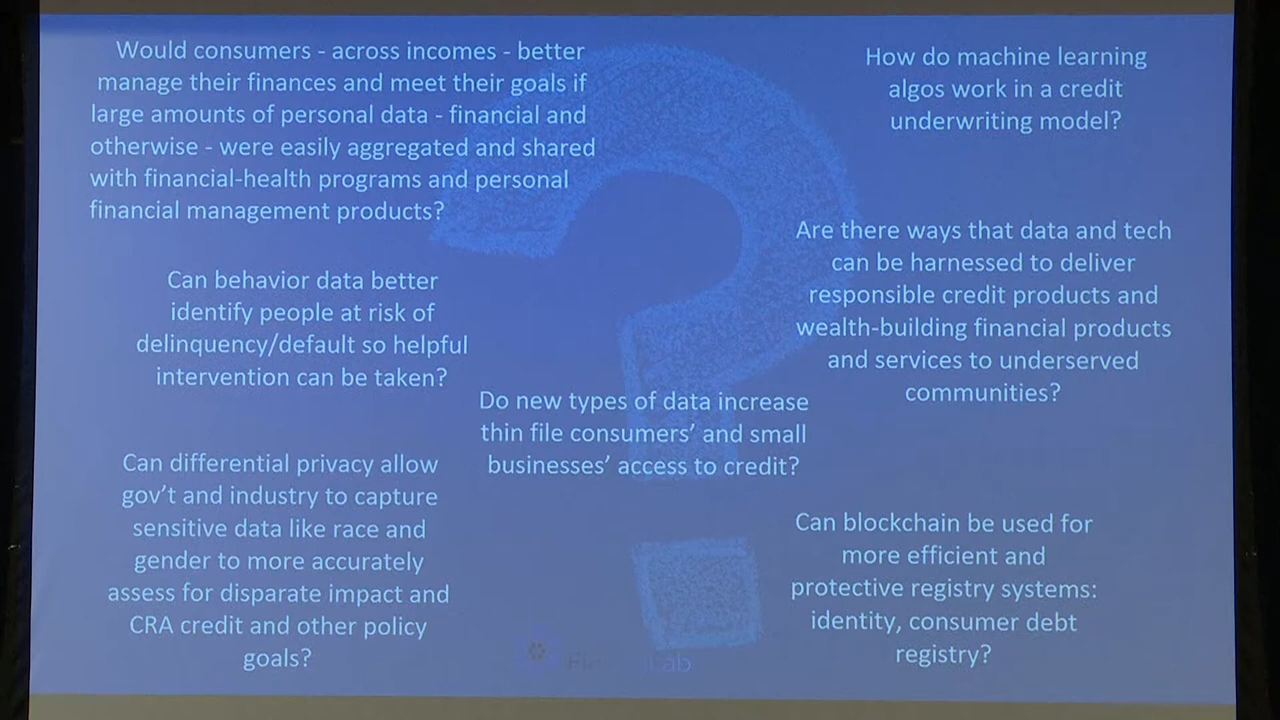 Would consumers - across incomes - better
manage their finances and meet their goals if
large amounts of personal data - financial and
otherwise - were easily aggregated and shared
with financial-health programs and personal
financial management products?
How do machine learning
algos work in a credit
underwriting model?
Can behavior data better
identify people at risk of
delinquency/default so helpful
intervention can be taken?
Are there ways that data and tech
can be harnessed to deliver
responsible credit products and
wealth-building financial products
and services to underserved
communities?
Do new types of data increase
thin file consumers’ and small
businesses’ access to credit?
Can differential privacy allow
gov’t and industry to capture
sensitive data like race and
gender to more accurately
assess for disparate impact and
CRA credit and other policy
goals?
Can blockchain be used for
more efficient and
protective registry systems:
identity, consumer debt
registry?